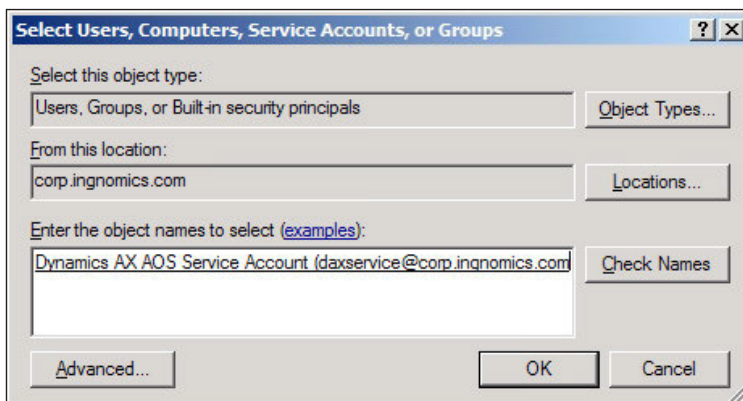 Select Users, Computers, Service Accounts, or Groups
Select this object type:
Users, Groups, or Built-in security principals
Object Types...
From this location:
corp.ingnomics.com
Locations...
Enter the object names to select (examples):
Dynamics AX AOS Service Account (daxservice@corp.ingnomics.com
Check Names
Advanced...
OK
Cancel